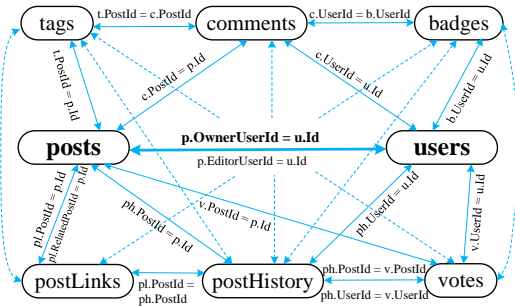 tags
t.PostId = c.PostId
comments
c.UserId = b.UserId
badges
t.PostId = p.Id
c.PostId = p.Id
c.UserId = u.Id
b.UserId = u.Id
posts
p.OwnerUserId = u.Id
p.EditorUserId = u.Id
users
pl.PostId = p.Id
pl.RelatedPostId = p.Id
ph.PostId = p.Id
v.PostId = p.Id
ph.UserId = u.Id
v.UserId = u.Id
postLinks
pl.PostId =
ph.PostId
postHistory
ph.PostId = v.PostId
ph.UserId = v.UserId
votes